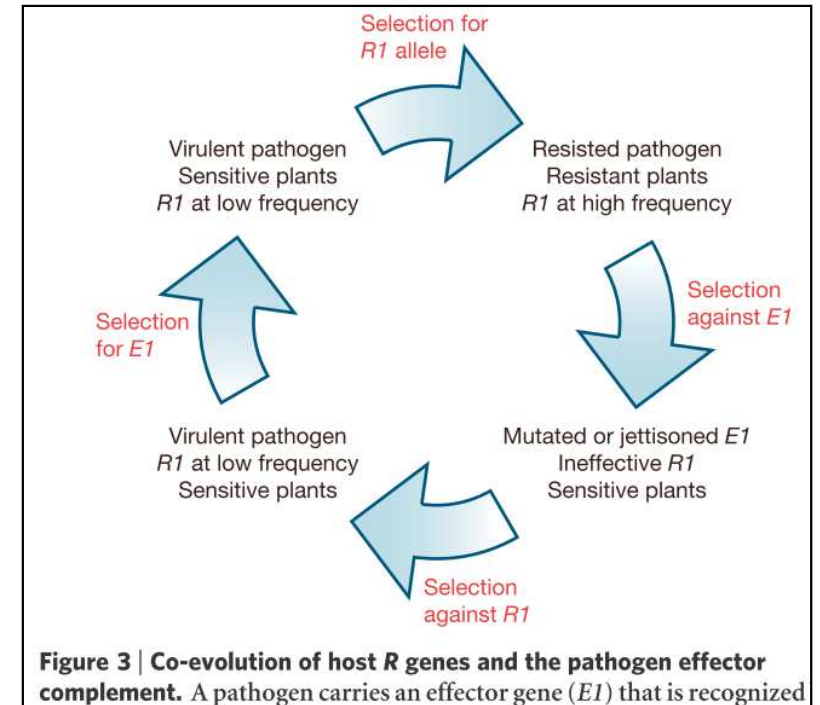 Selection for
R1 allele
Virulent pathogen
Sensitive plants
R1 at low frequency
Resisted pathogen
Resistant plants
R1 at high frequency
Selection
against E1
Mutated or jettisoned E1
Ineffective R1
Sensitive plants
Selection
against R1
Virulent pathogen
R1 at low frequency
Sensitive plants
Selection
for E1
Figure 3 | Co-evolution of host R genes and the pathogen effector
complement. A pathogen carries an effector gene (E1) that is recognized